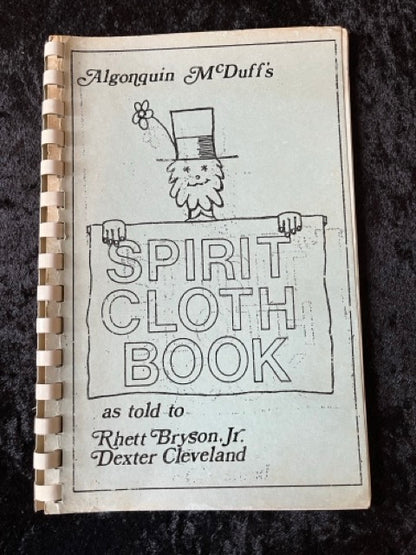 Algonquin McDuff's
SPIRIT
CLOTH
BOOK
as told to
Rhett Bryson, Jr.
Dexter Cleveland